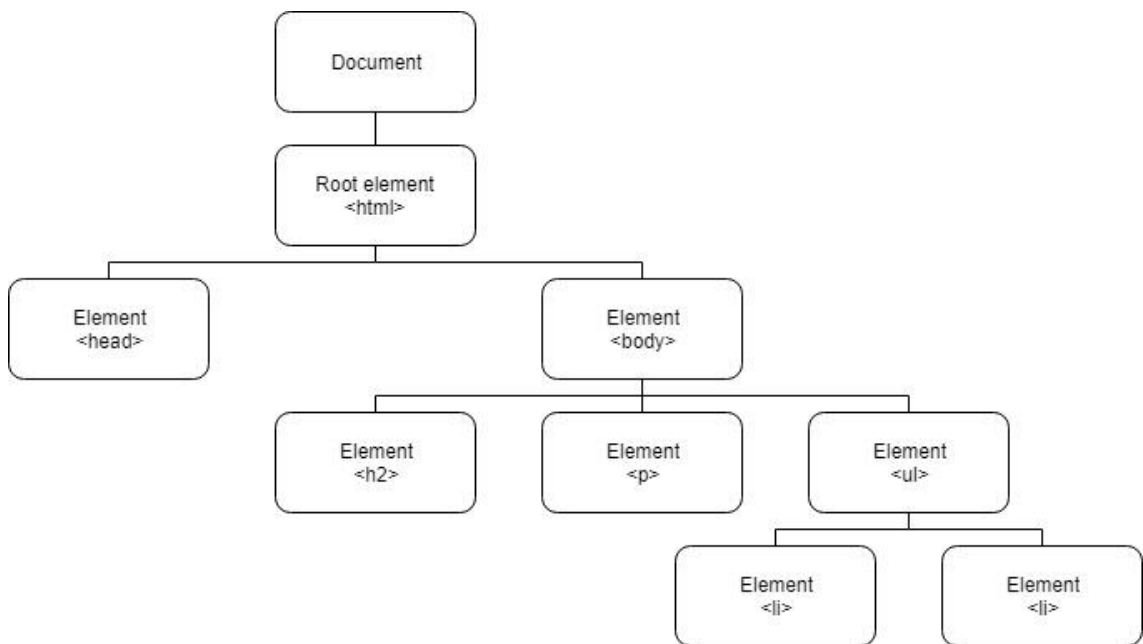 Document
Root element
<html>
Element
<head>
Element
<body>
Element
<h2>
Element
<p>
Element
<ul>
Element
<li>
Element
<li>